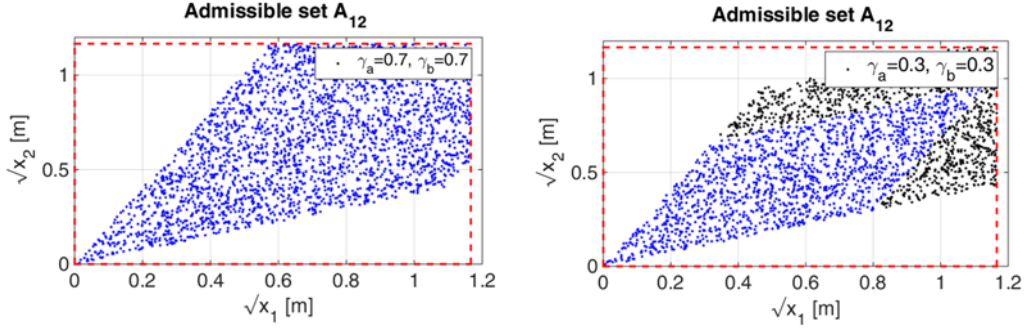 Admissible set A₁₂
γₐ=0.7, γ_b=0.7
1
0.5
0
√x₂ [m]
0 0.2 0.4 0.6 0.8 1 1.2
√x₁ [m]
Admissible set A₁₂
γₐ=0.3, γ_b=0.3
1
0.5
0
√x₂ [m]
0 0.2 0.4 0.6 0.8 1 1.2
√x₁ [m]